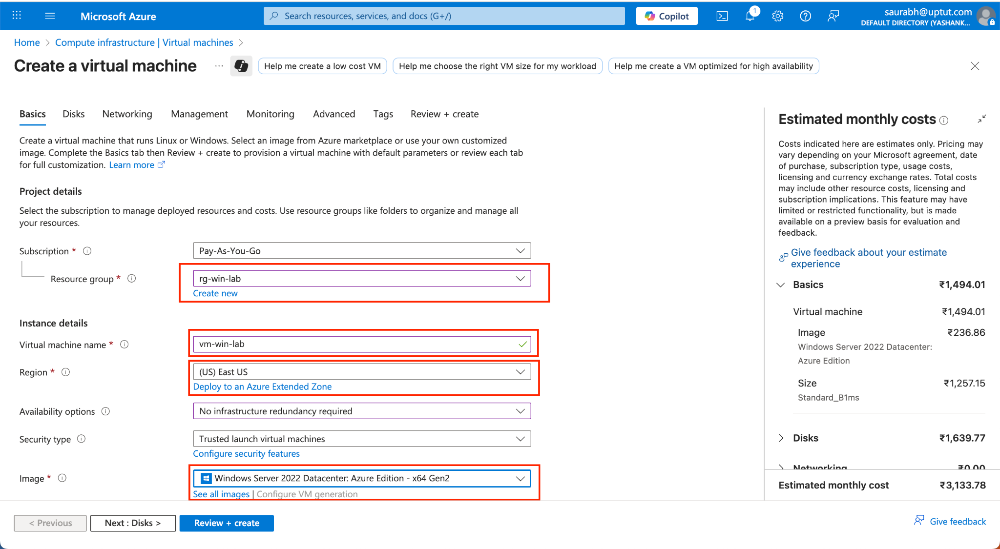 Microsoft Azure
Search resources, services, and docs (G+/)
Copilot
1
saurabh@uptut.com
DEFAULT DIRECTORY (YASHANK...
Home > Compute infrastructure | Virtual machines >
Create a virtual machine
...
Help me create a low cost VM
Help me choose the right VM size for my workload
Help me create a VM optimized for high availability
Basics
Disks
Networking
Management
Monitoring
Advanced
Tags
Review + create
Create a virtual machine that runs Linux or Windows. Select an image from Azure marketplace or use your own customized
image. Complete the Basics tab then Review + create to provision a virtual machine with default parameters or review each tab
for full customization. Learn more
Project details
Select the subscription to manage deployed resources and costs. Use resource groups like folders to organize and manage all
your resources.
Subscription *
Pay-As-You-Go
Resource group *
rg-win-lab
Create new
Instance details
Virtual machine name *
vm-win-lab
Region *
(US) East US
Deploy to an Azure Extended Zone
Availability options
No infrastructure redundancy required
Security type
Trusted launch virtual machines
Configure security features
Image *
Windows Server 2022 Datacenter: Azure Edition - x64 Gen2
See all images | Configure VM generation
< Previous
Next : Disks >
Review + create
Estimated monthly costs
Costs indicated here are estimates only. Pricing may
vary depending on your Microsoft agreement, date
of purchase, subscription type, usage costs,
licensing and currency exchange rates. Total costs
may include other resource costs, licensing and
subscription implications. This feature may have
limited or restricted functionality, but is made
available on a preview basis for evaluation and
feedback.
Give feedback about your estimate
experience
Basics ₹1,494.01
Virtual machine ₹1,494.01
Image ₹236.86
Windows Server 2022 Datacenter:
Azure Edition
Size ₹1,257.15
Standard_B1ms
Disks ₹1,639.77
Networking ₹0.00
Estimated monthly cost ₹3,133.78
Give feedback